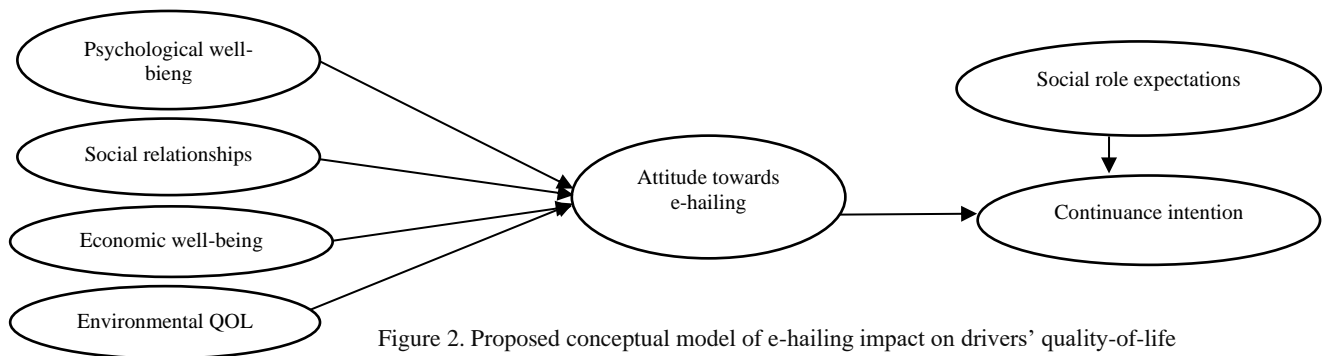 Psychological well-
bieng
Social relationships
Economic well-being
Environmental QOL
Attitude towards
e-hailing
Social role expectations
Continuance intention
Figure 2. Proposed conceptual model of e-hailing impact on drivers’ quality-of-life